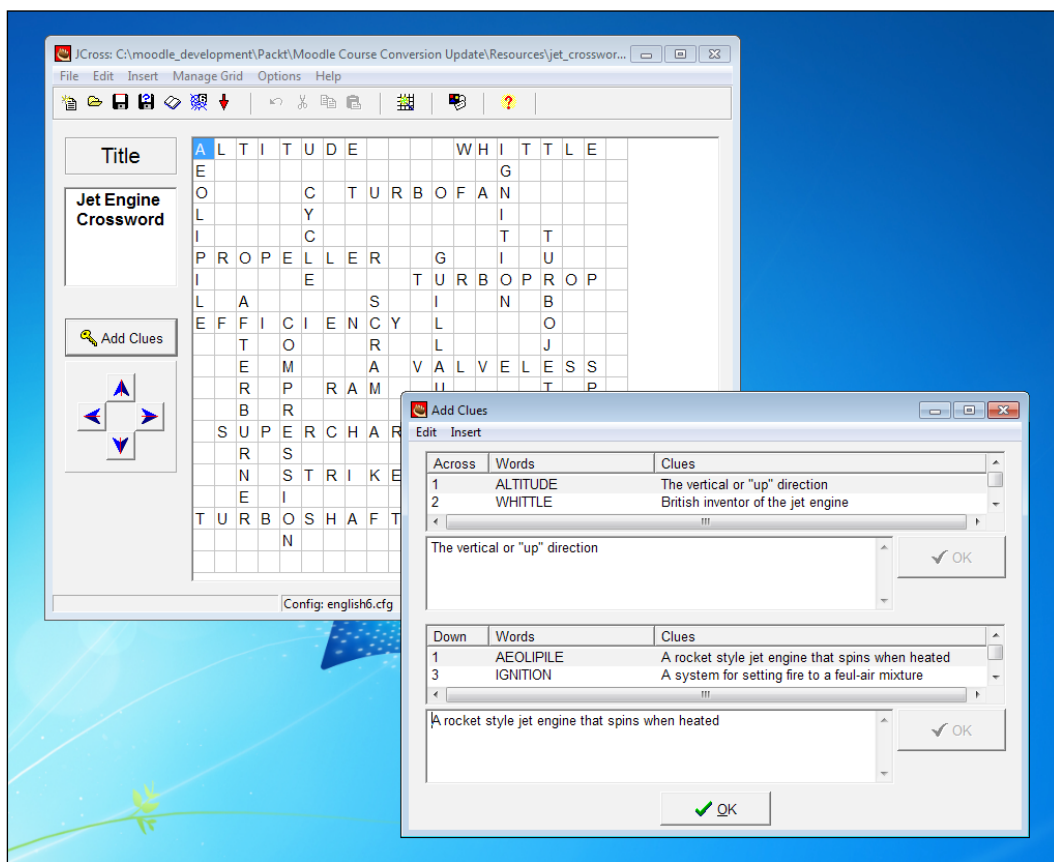 JCross: C:\moodle_development\Packt\Moodle Course Conversion Update\Resources\jet_crosswor...
File Edit Insert Manage Grid Options Help
Title
Jet Engine
Crossword
Add Clues
A L T I T U D E W H I T T L E
E G
O C T U R B O F A N
L Y I
I C T T
P R O P E L L E R G I U
I E T U R B O P R O P
L A S I N B
E F F I C I E N C Y L O
T O R L J
E M A V A L V E L E S S
R P R A M U T P
B R
S U P E R C H A R
R S
N S T R I K E
E I
T U R B O S H A F T
N
Config: english6.cfg
Add Clues
Edit Insert
Across Words Clues
1 ALTITUDE The vertical or "up" direction
2 WHITTLE British inventor of the jet engine
The vertical or "up" direction
OK
Down Words Clues
1 AEOLIPILE A rocket style jet engine that spins when heated
3 IGNITION A system for setting fire to a feul-air mixture
A rocket style jet engine that spins when heated
OK
OK